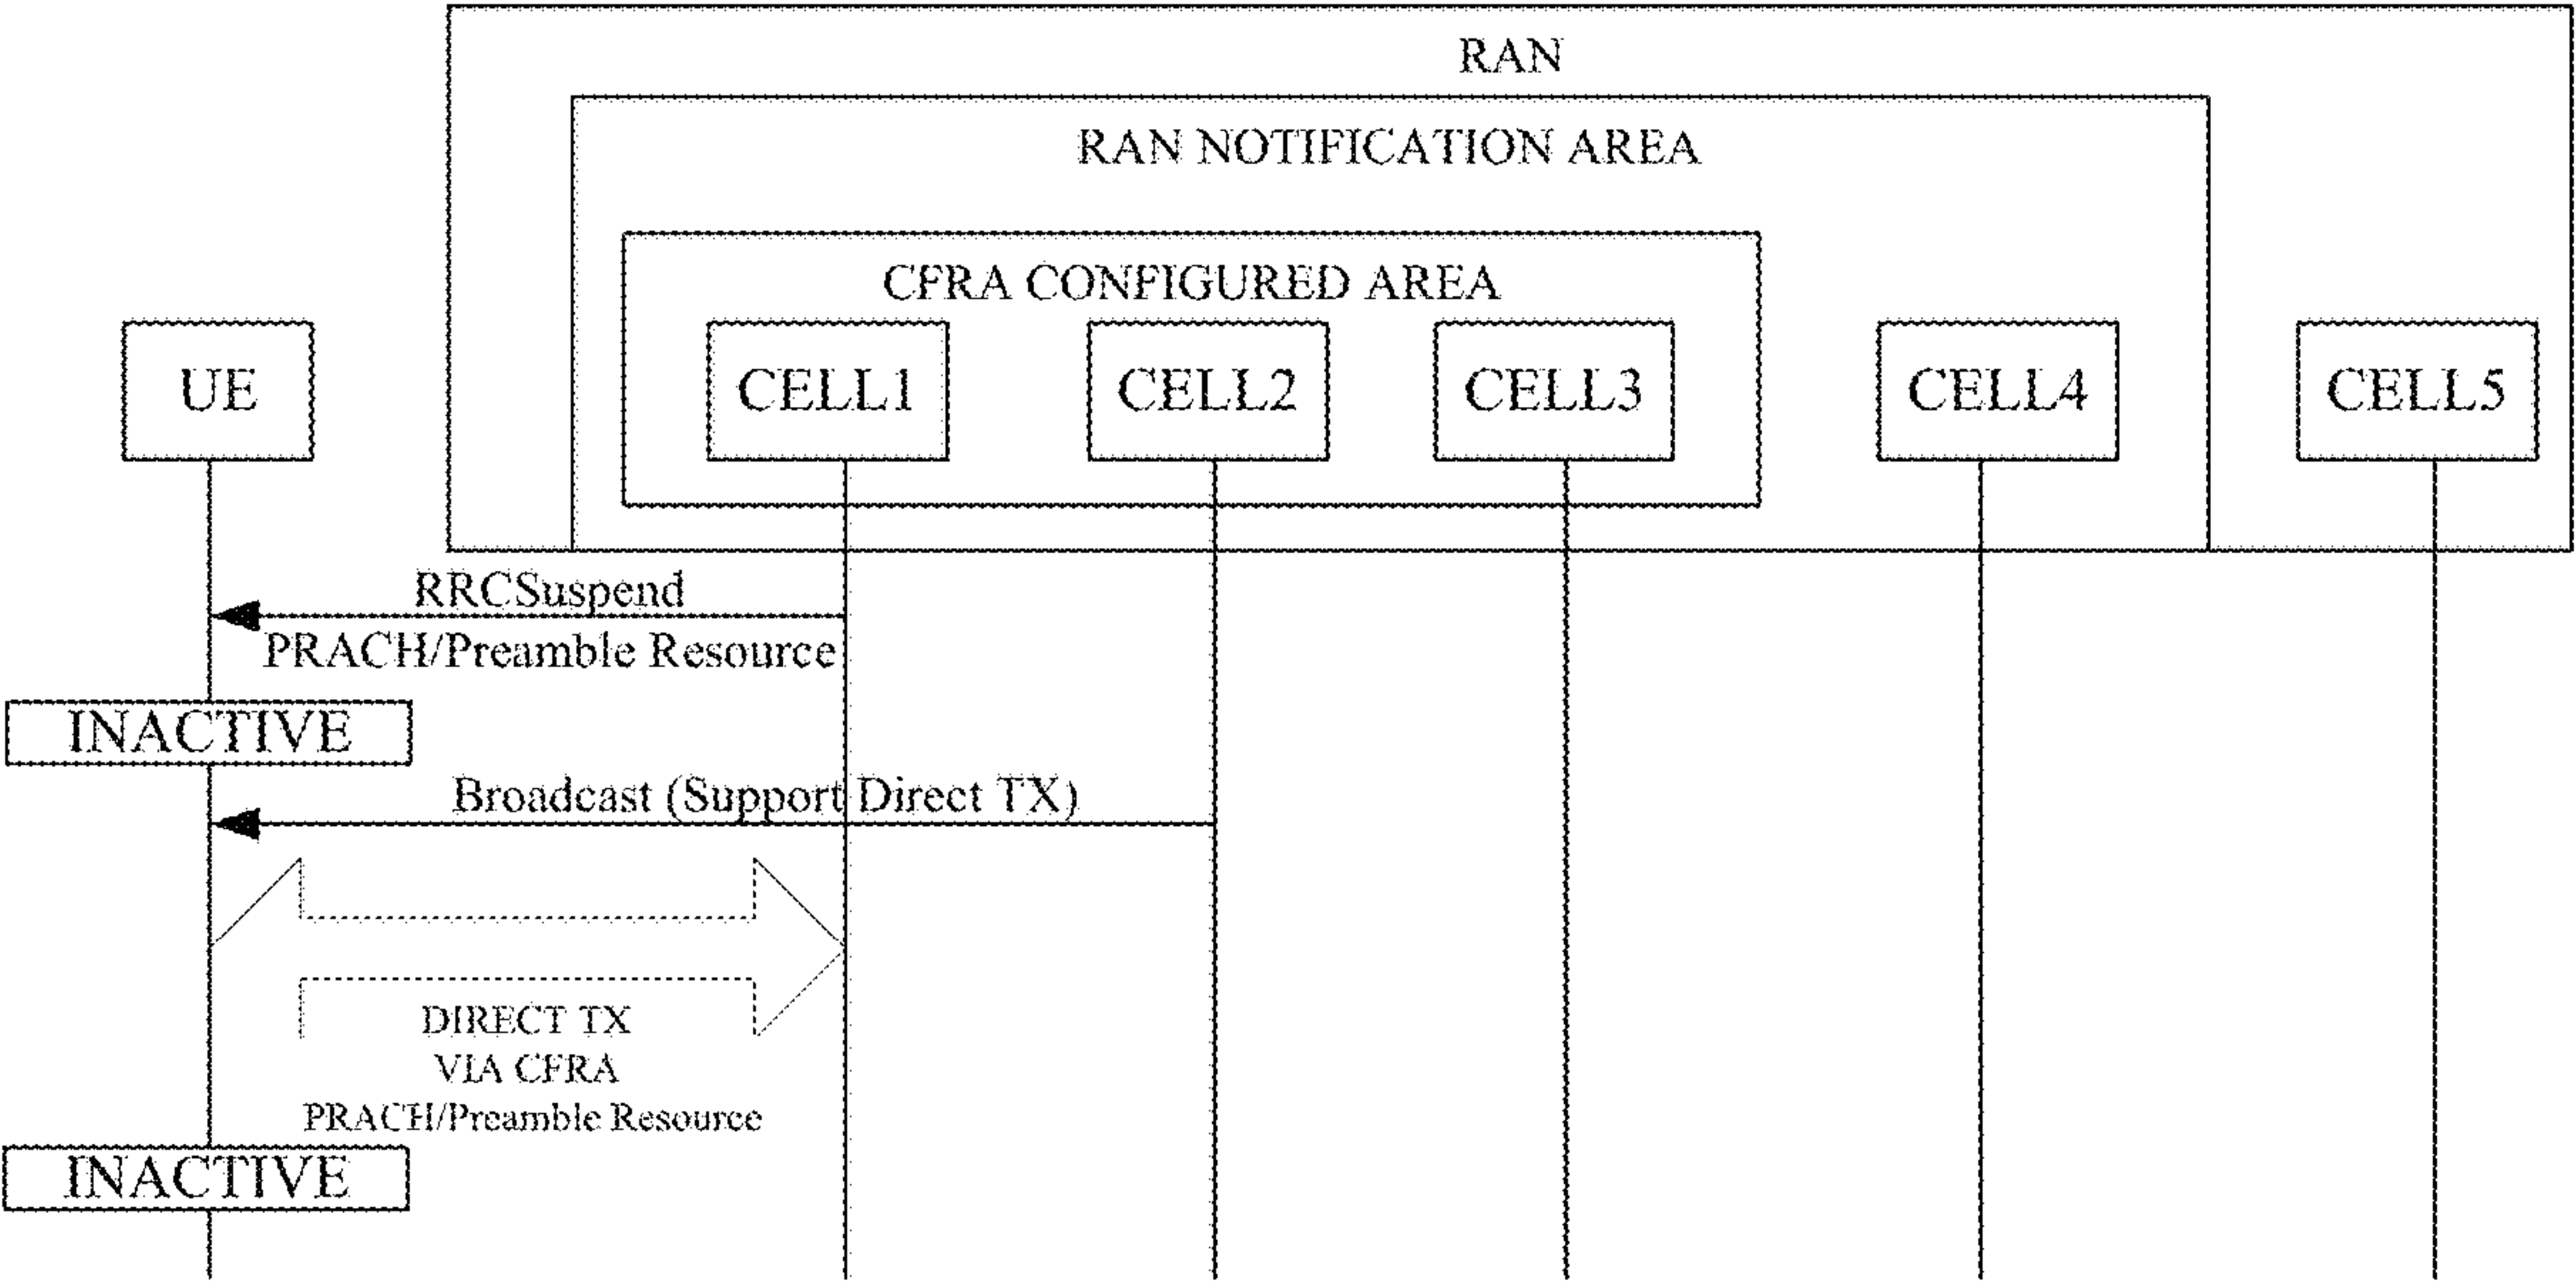 RAN
RAN NOTIFICATION AREA
CFRA CONFIGURED AREA
UE
CELL1
CELL2
CELL3
CELL4
CELL5
RRCSuspend
PRACH/Preamble Resource
INACTIVE
Broadcast (Support Direct TX)
DIRECT TX
VIA CFRA
PRACH/Preamble Resource
INACTIVE